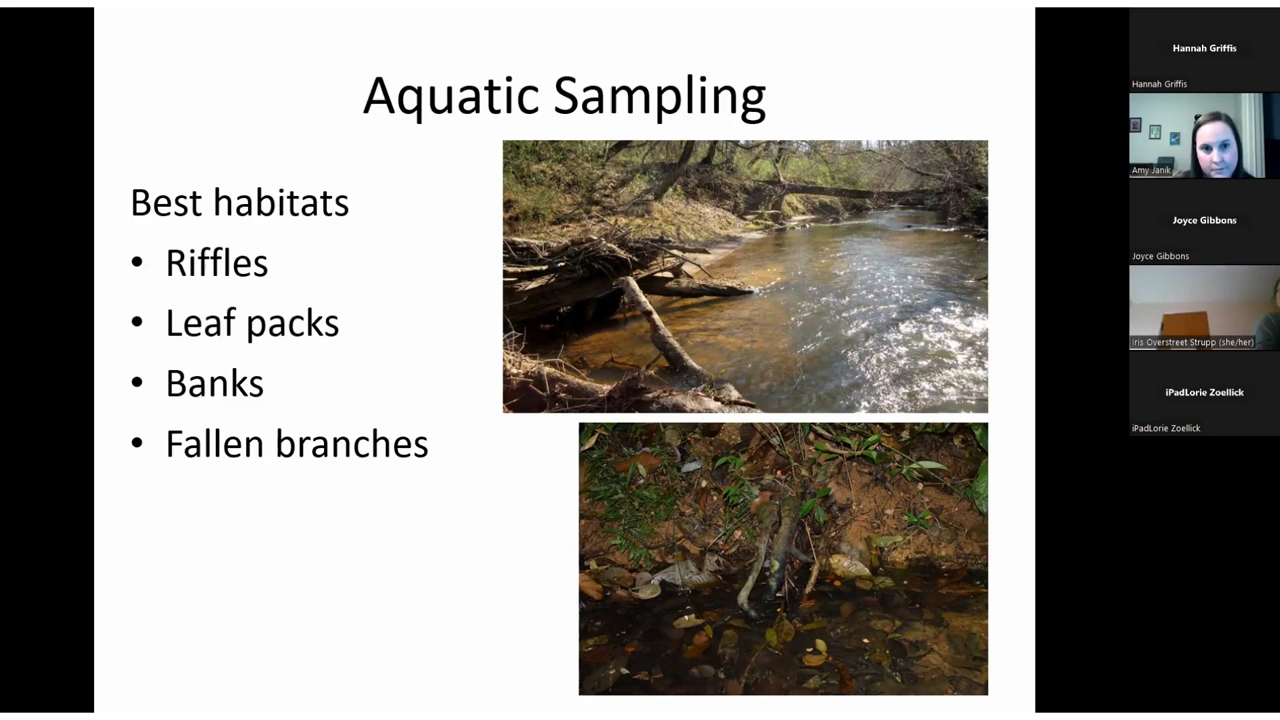 Aquatic Sampling
Best habitats
• Riffles
• Leaf packs
• Banks
• Fallen branches
Hannah Griffis
Hannah Griffis
Amy Janik
Joyce Gibbons
Joyce Gibbons
Iris Overstreet Strupp (she/her)
iPadLorie Zoellick
iPadLorie Zoellick